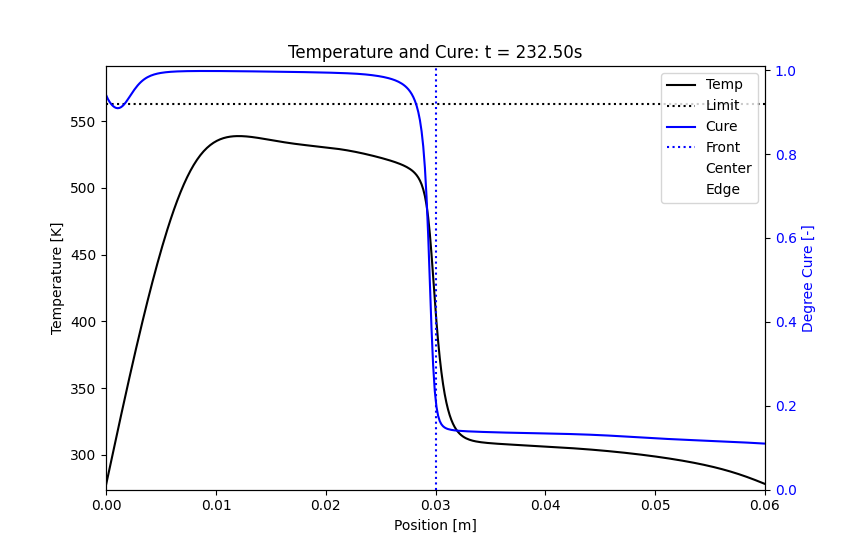 Temperature and Cure: t = 232.50s
Temp
Limit
Cure
Front
Center
Edge
Temperature [K]
550
500
450
400
350
300
1.0
0.8
0.6
0.4
0.2
0.0
Degree Cure [-]
0.00 0.01 0.02 0.03 0.04 0.05 0.06
Position [m]